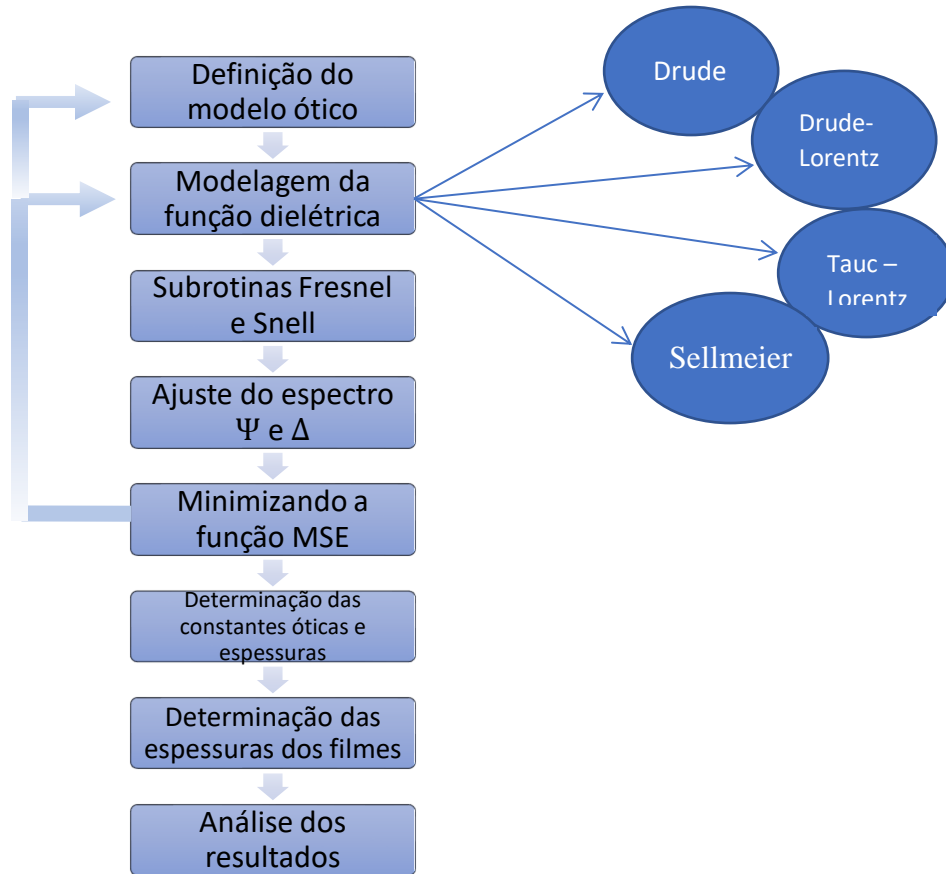 Definição do
modelo ótico
Modelagem da
função dielétrica
Subrotinas Fresnel
e Snell
Ajuste do espectro
Ψ e Δ
Minimizando a
função MSE
Determinação das
constantes óticas e
espessuras
Determinação das
espessuras dos filmes
Análise dos
resultados
Drude
Drude-
Lorentz
Tauc –
Lorentz
Sellmeier